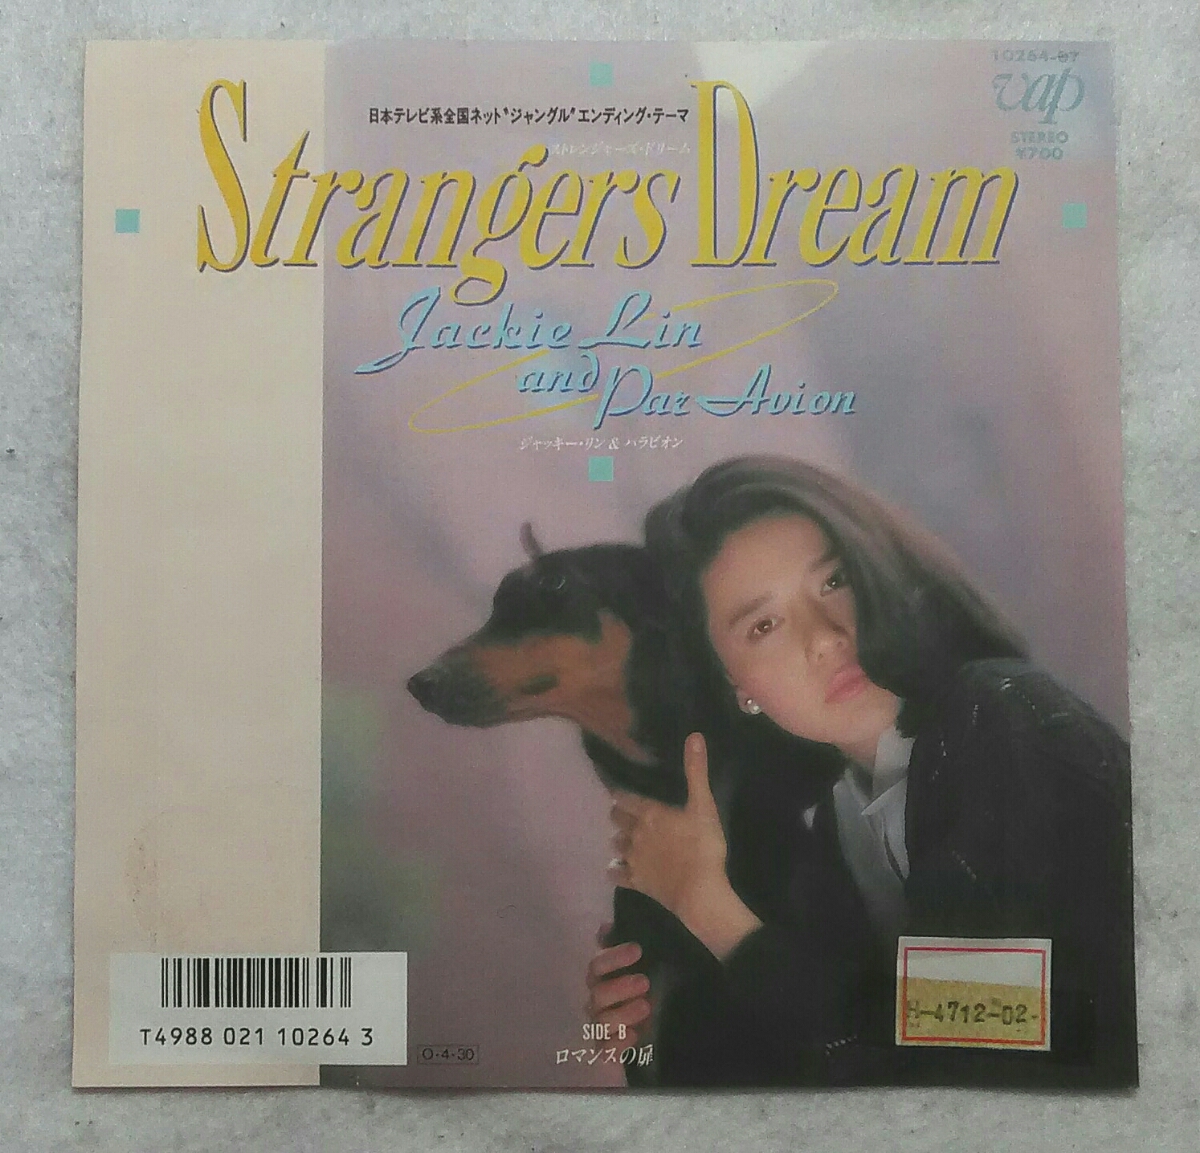 10264-07
vap
STEREO
¥700
日本テレビ系全国ネット"ジャングル"エンディング・テーマ
ストレンジャーズ・ドリーム
Strangers Dream
Jackie Lin
and Par Avion
ジャッキー・リン & パラビオン
T4988 021 10264 3
O・4・30
SIDE B
ロマンスの扉
-4712-02-